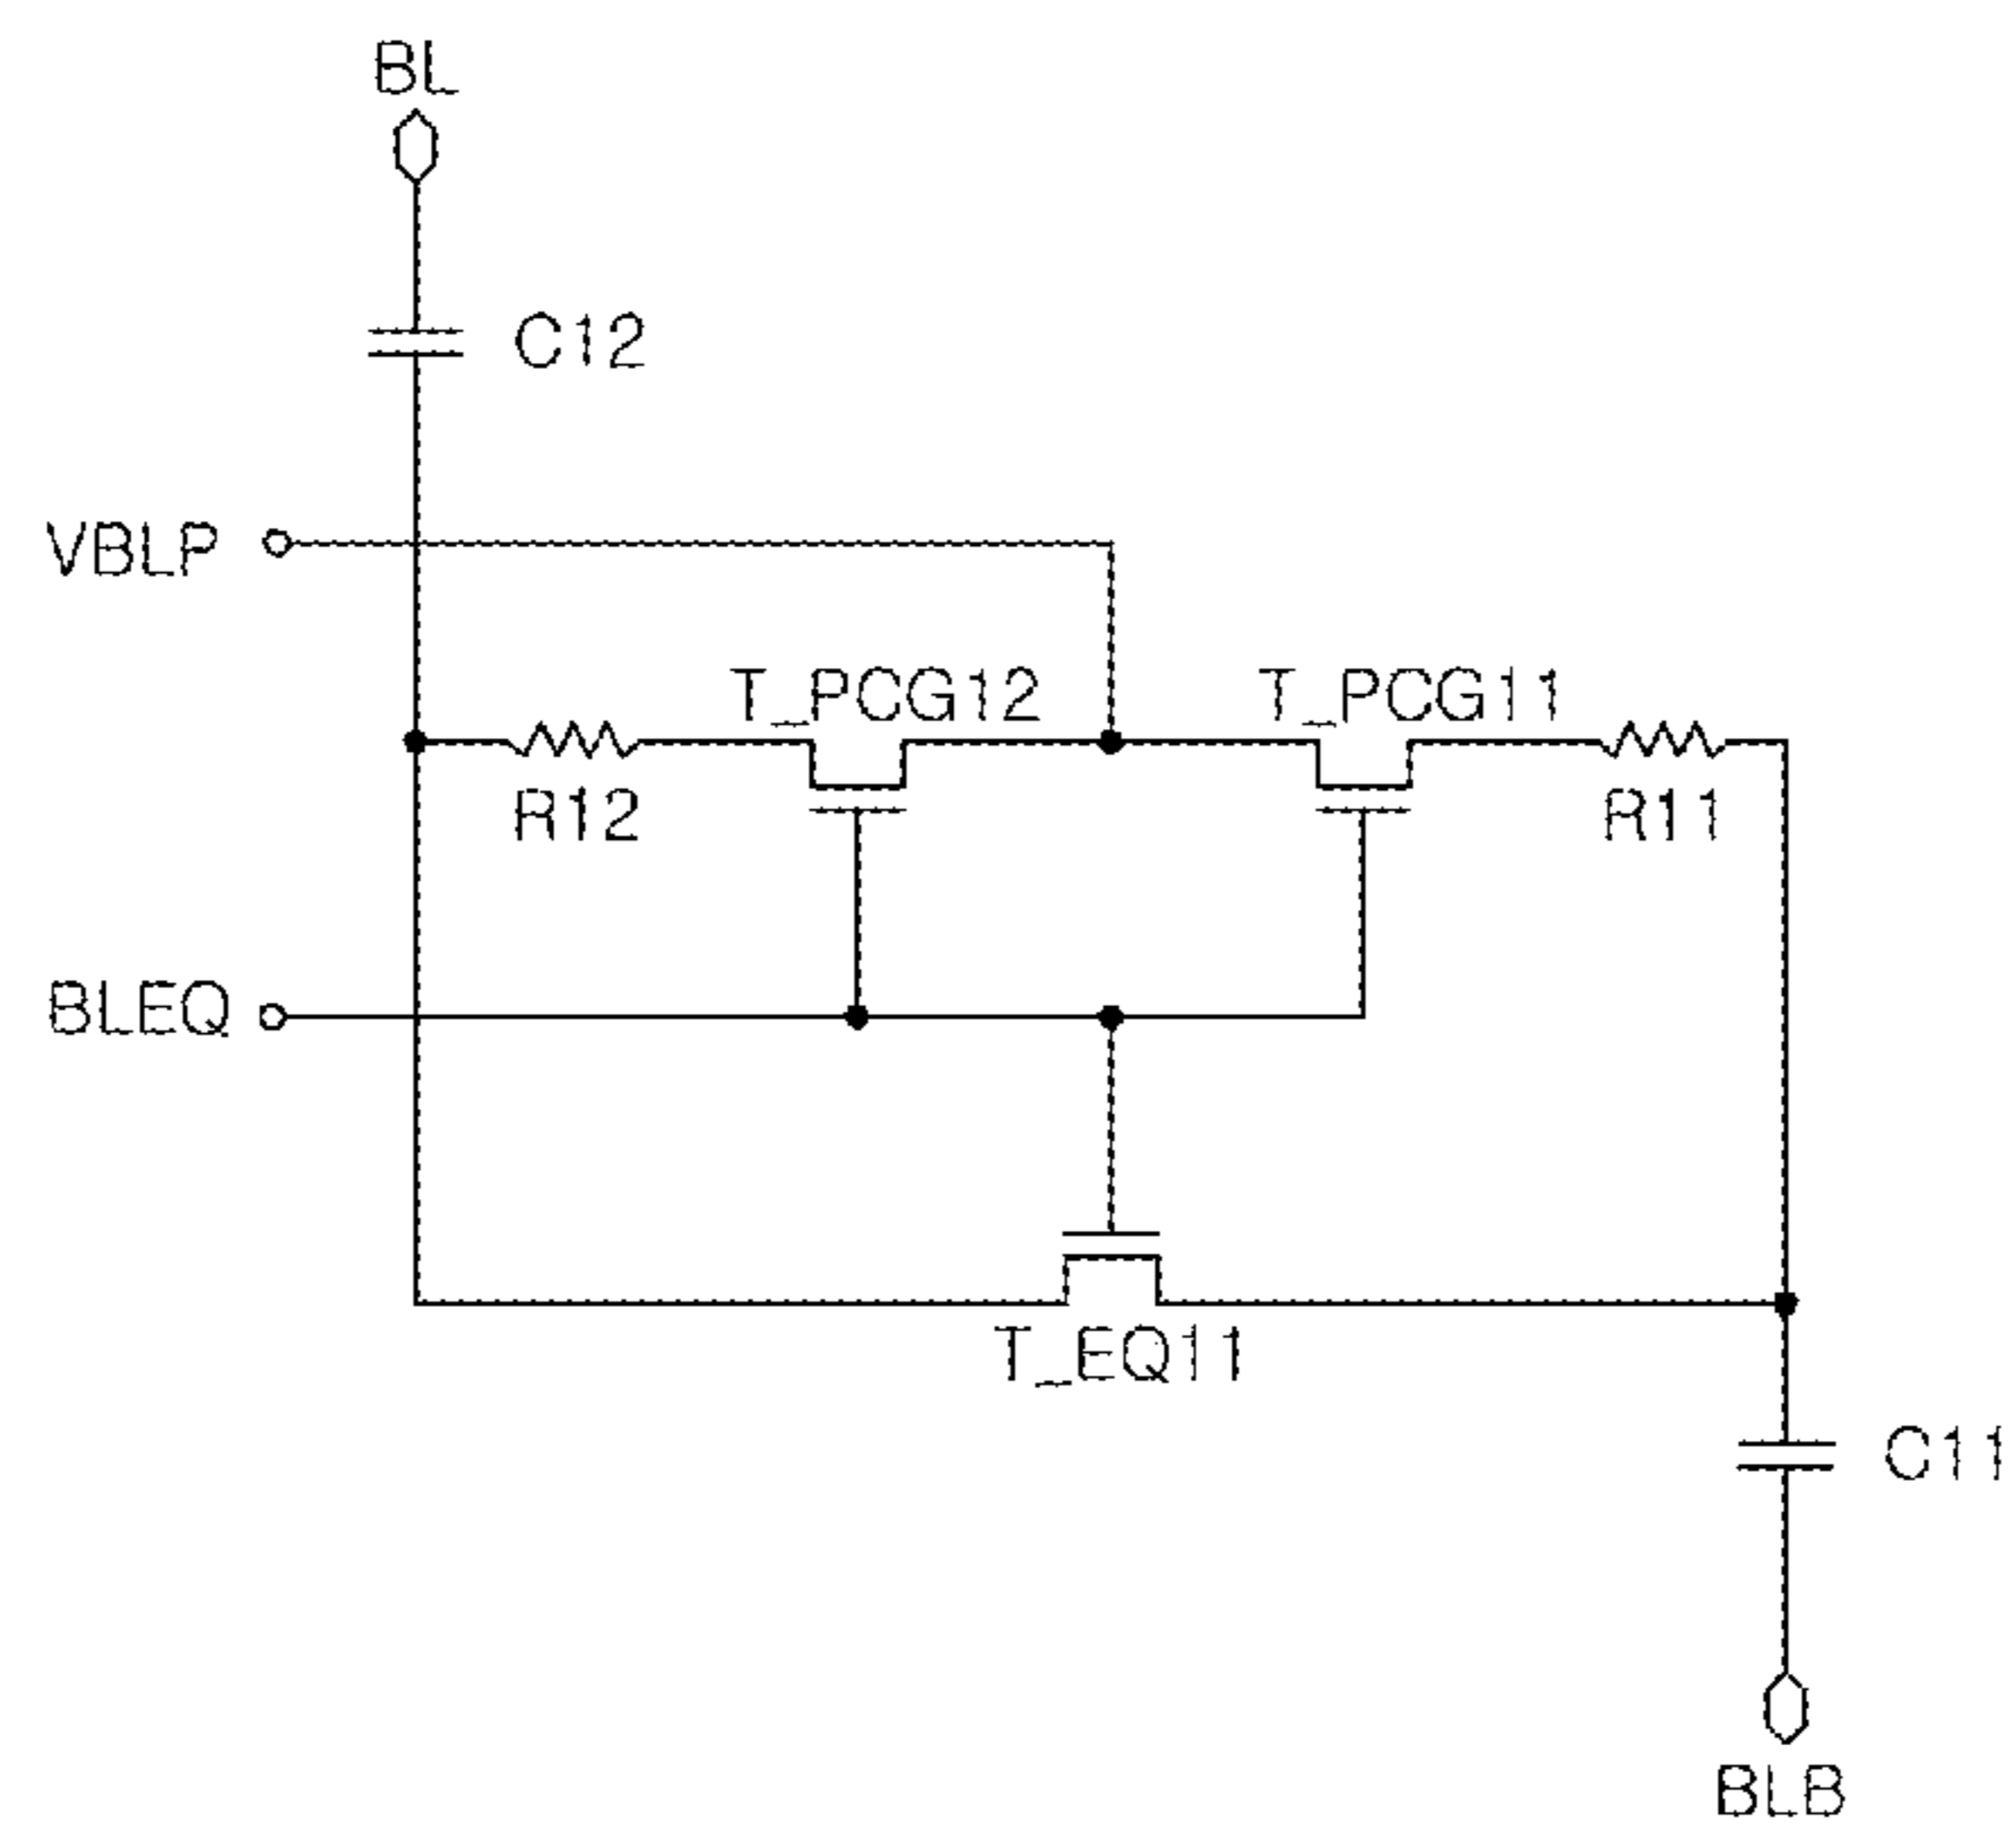 BL
C12
VBLP
T_PCG12
T_PCG11
R12
R11
BLEQ
T_EQ11
C11
BLB